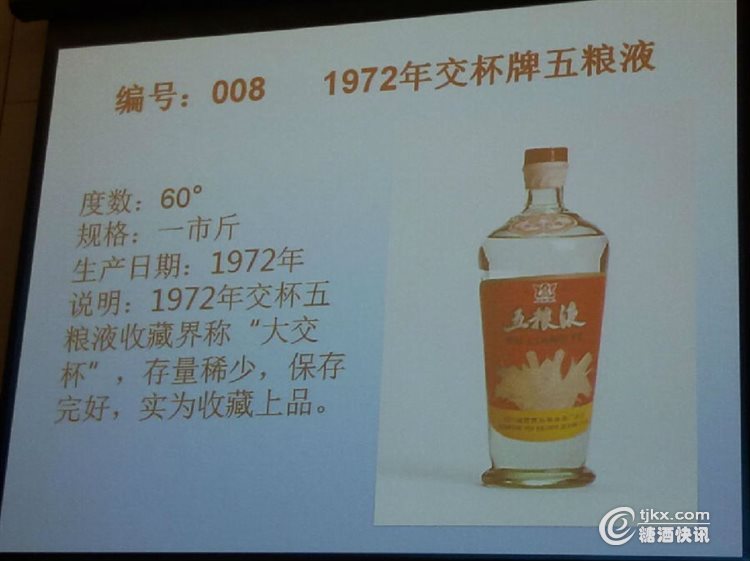 编号：008 1972年交杯牌五粮液
度数：60°
规格：一市斤
生产日期：1972年
说明：1972年交杯五
粮液收藏界称“大交
杯”，存量稀少，保存
完好，实为收藏上品。
五粮液
tjkx.com
糖酒快讯